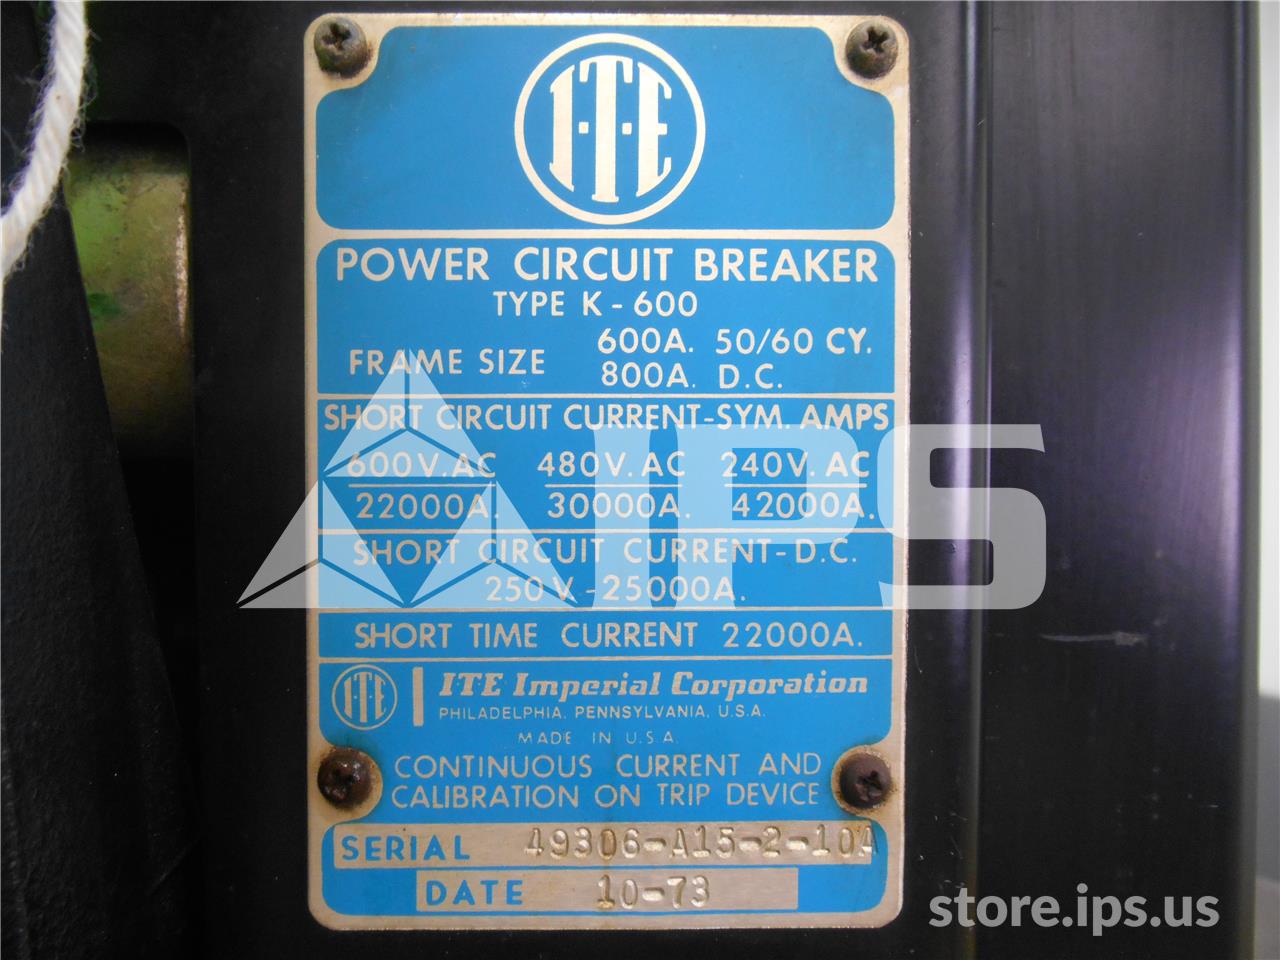 I-T-E
POWER CIRCUIT BREAKER
TYPE K-600
FRAME SIZE 600A. 50/60 CY.
800A. D.C.
SHORT CIRCUIT CURRENT-SYM. AMPS
600V.AC 480V.AC 240V.AC
22000A. 30000A. 42000A.
SHORT CIRCUIT CURRENT-D.C.
250V.-25000A.
SHORT TIME CURRENT 22000A.
I-T-E ITE Imperial Corporation
PHILADELPHIA, PENNSYLVANIA, U.S.A.
MADE IN U.S.A.
CONTINUOUS CURRENT AND
CALIBRATION ON TRIP DEVICE
SERIAL 49306-A15-2-10A
DATE 10-73
IPS
store.ips.us